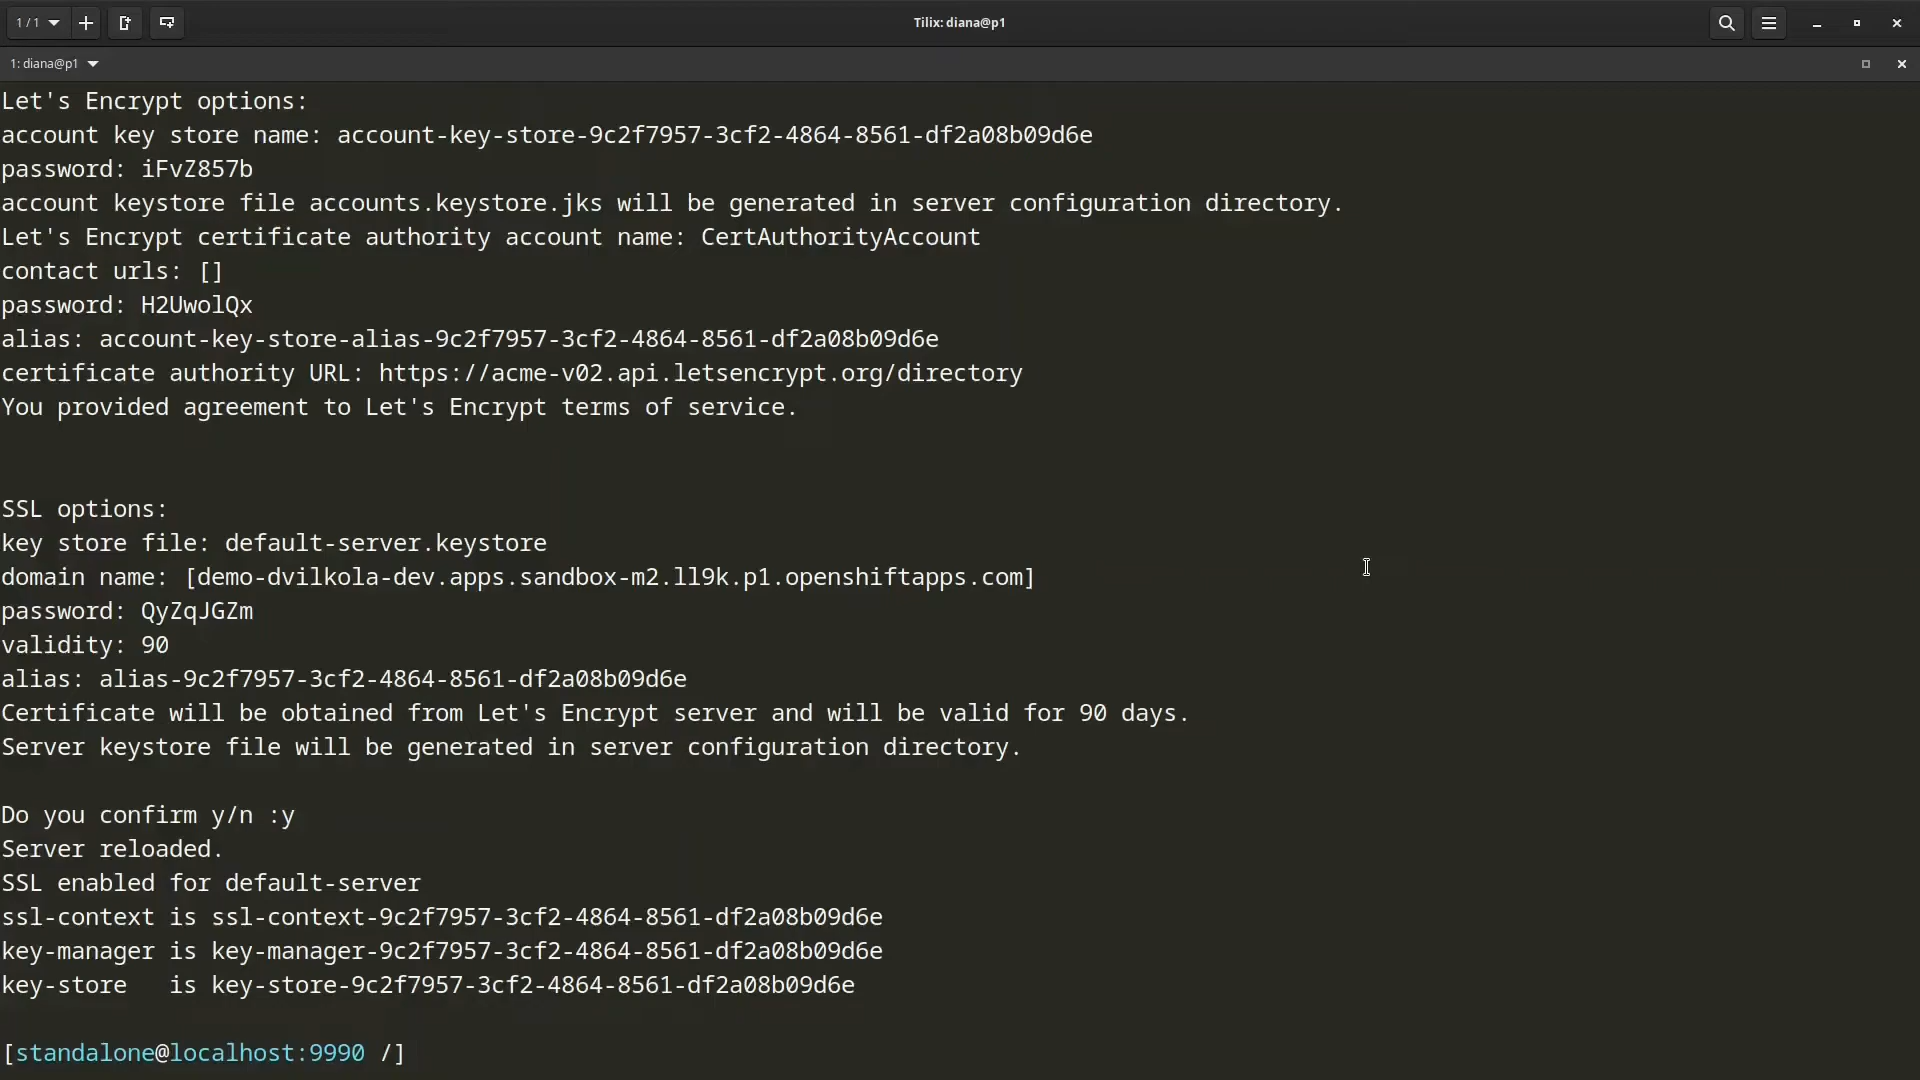 1 / 1
Tilix: diana@p1
1: diana@p1
Let's Encrypt options:
account key store name: account-key-store-9c2f7957-3cf2-4864-8561-df2a08b09d6e
password: iFvZ857b
account keystore file accounts.keystore.jks will be generated in server configuration directory.
Let's Encrypt certificate authority account name: CertAuthorityAccount
contact urls: []
password: H2UwolQx
alias: account-key-store-alias-9c2f7957-3cf2-4864-8561-df2a08b09d6e
certificate authority URL: https://acme-v02.api.letsencrypt.org/directory
You provided agreement to Let's Encrypt terms of service.
SSL options:
key store file: default-server.keystore
domain name: [demo-dvilkola-dev.apps.sandbox-m2.ll9k.p1.openshiftapps.com]
password: QyZqJGZm
validity: 90
alias: alias-9c2f7957-3cf2-4864-8561-df2a08b09d6e
Certificate will be obtained from Let's Encrypt server and will be valid for 90 days.
Server keystore file will be generated in server configuration directory.
Do you confirm y/n :y
Server reloaded.
SSL enabled for default-server
ssl-context is ssl-context-9c2f7957-3cf2-4864-8561-df2a08b09d6e
key-manager is key-manager-9c2f7957-3cf2-4864-8561-df2a08b09d6e
key-store   is key-store-9c2f7957-3cf2-4864-8561-df2a08b09d6e
[standalone@localhost:9990 /]